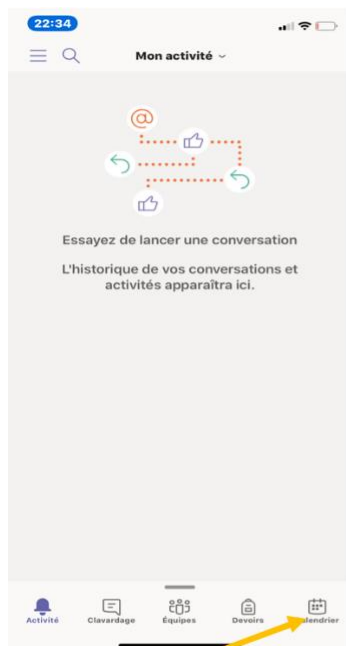 22:34
Mon activité
Essayez de lancer une conversation
L'historique de vos conversations et
activités apparaîtra ici.
Activité Clavardage Équipes Devoirs